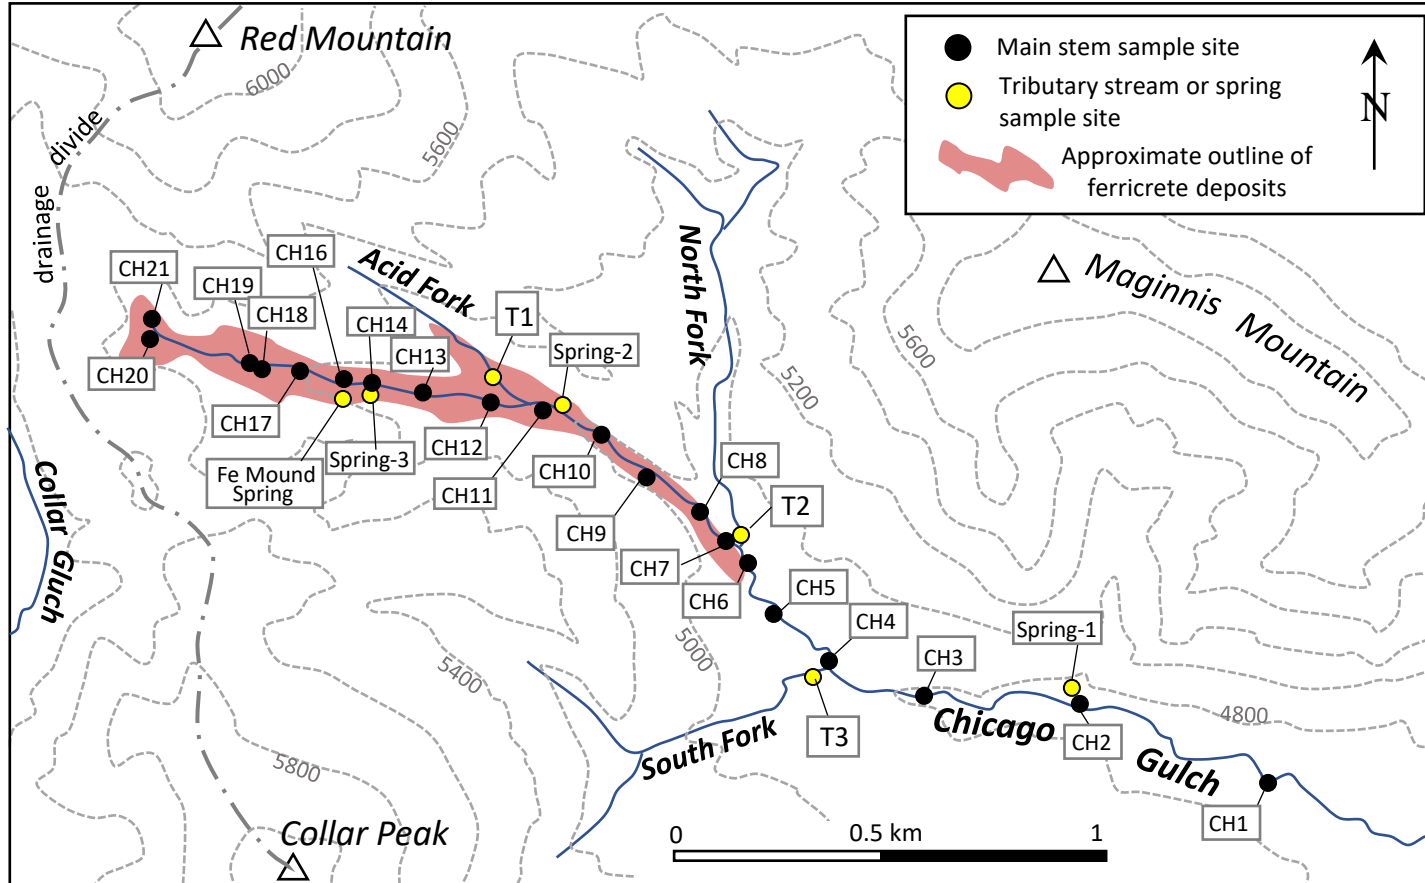 Red Mountain
6000
5600
divide
drainage
Main stem sample site
Tributary stream or spring
sample site
Approximate outline of
ferricrete deposits
N
CH16
Acid Fork
North Fork
Maginnis Mountain
CH21
CH19
CH18
CH14
T1
CH13
Spring-2
5600
5200
CH20
CH17
CH12
Fe Mound
Spring
Spring-3
CH11
CH10
CH8
T2
CH9
CH7
CH6
Collar Gluch
CH5
CH4
Spring-1
CH3
5000
5400
4800
South Fork
T3
Chicago
CH2
Gulch
5800
CH1
Collar Peak
0
0.5 km
1